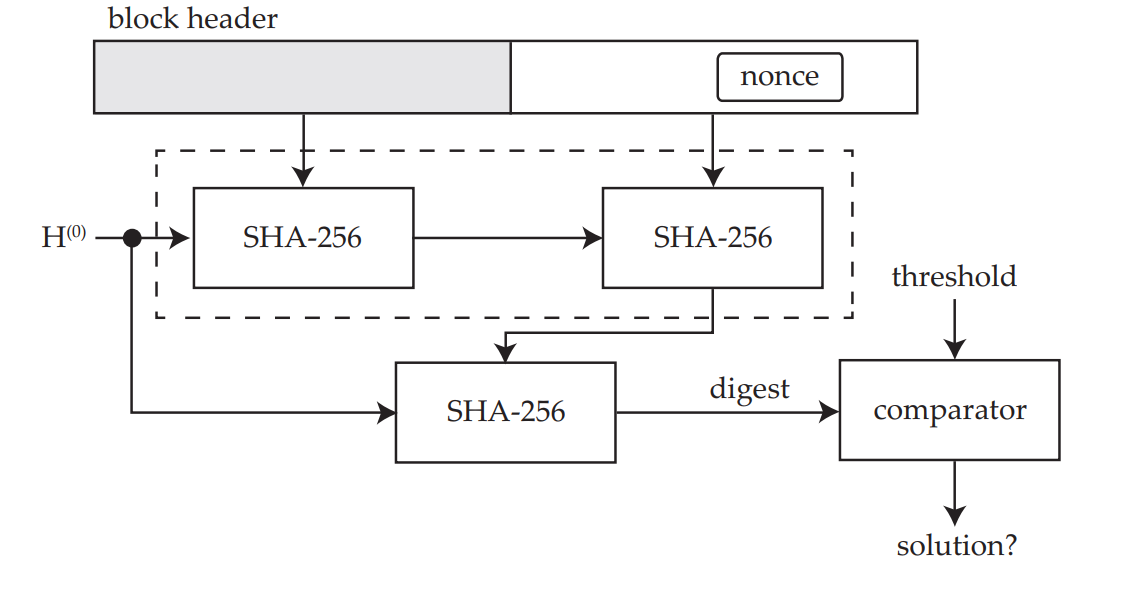 block header
nonce
H(0)
SHA-256
SHA-256
threshold
SHA-256
digest
comparator
solution?